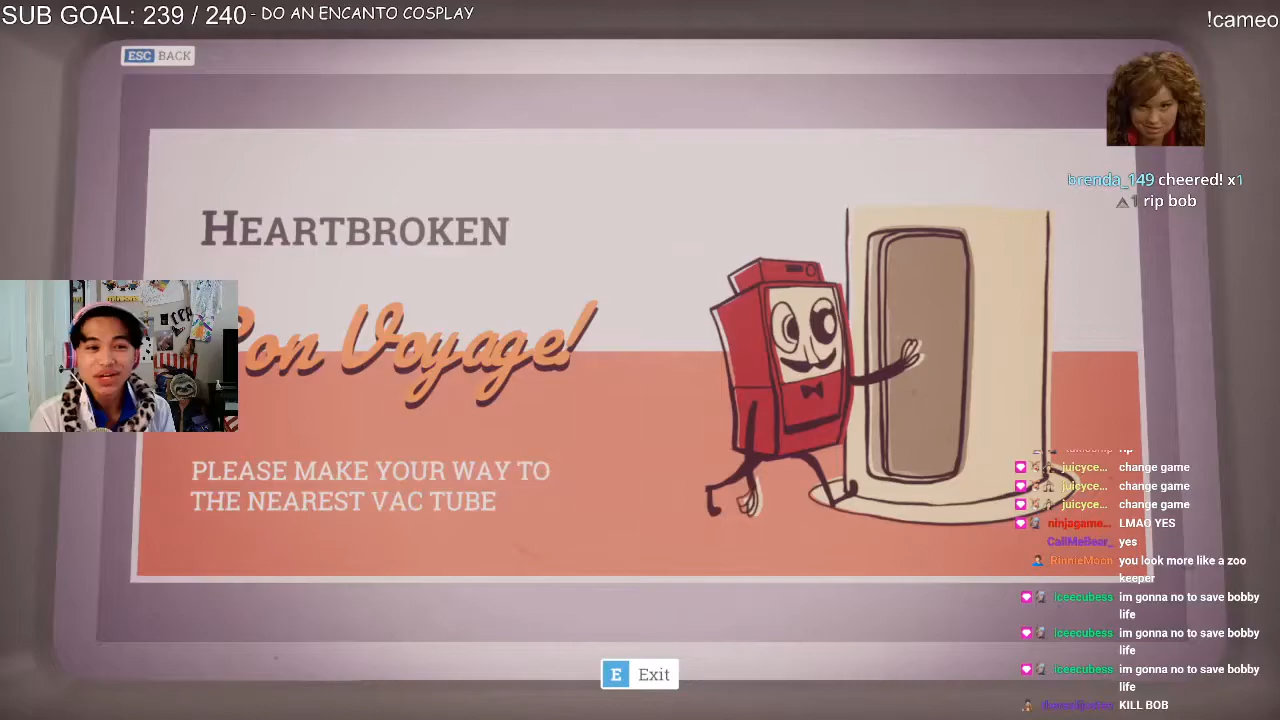 SUB GOAL: 239 / 240 - DO AN ENCANTO COSPLAY
!cameo
ESC BACK
brenda_149 cheered! x1
1 rip bob
HEARTBROKEN
on Voyage!
PLEASE MAKE YOUR WAY TO
THE NEAREST VAC TUBE
rip
juicyce... change game
juicyce... change game
juicyce... change game
ninjagame... LMAO YES
CallMeBear_ yes
RinnieMoon you look more like a zoo
keeper
Iceecubess im gonna no to save bobby
life
Iceecubess im gonna no to save bobby
life
Iceecubess im gonna no to save bobby
life
KILL BOB
E Exit